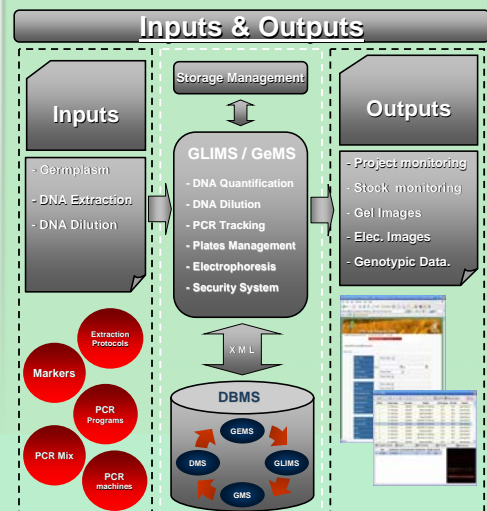 Inputs & Outputs
Inputs
- Germplasm
- DNA Extraction
- DNA Dilution
Extraction
Protocols
Markers
PCR
Programs
PCR Mix
PCR
machines
Storage Management
GLIMS / GeMS
- DNA Quantification
- DNA Dilution
- PCR Tracking
- Plates Management
- Electrophoresis
- Security System
XML
DBMS
GEMS
DMS
GLIMS
GMS
Outputs
- Project monitoring
- Stock monitoring
- Gel Images
- Elec. Images
- Genotypic Data.